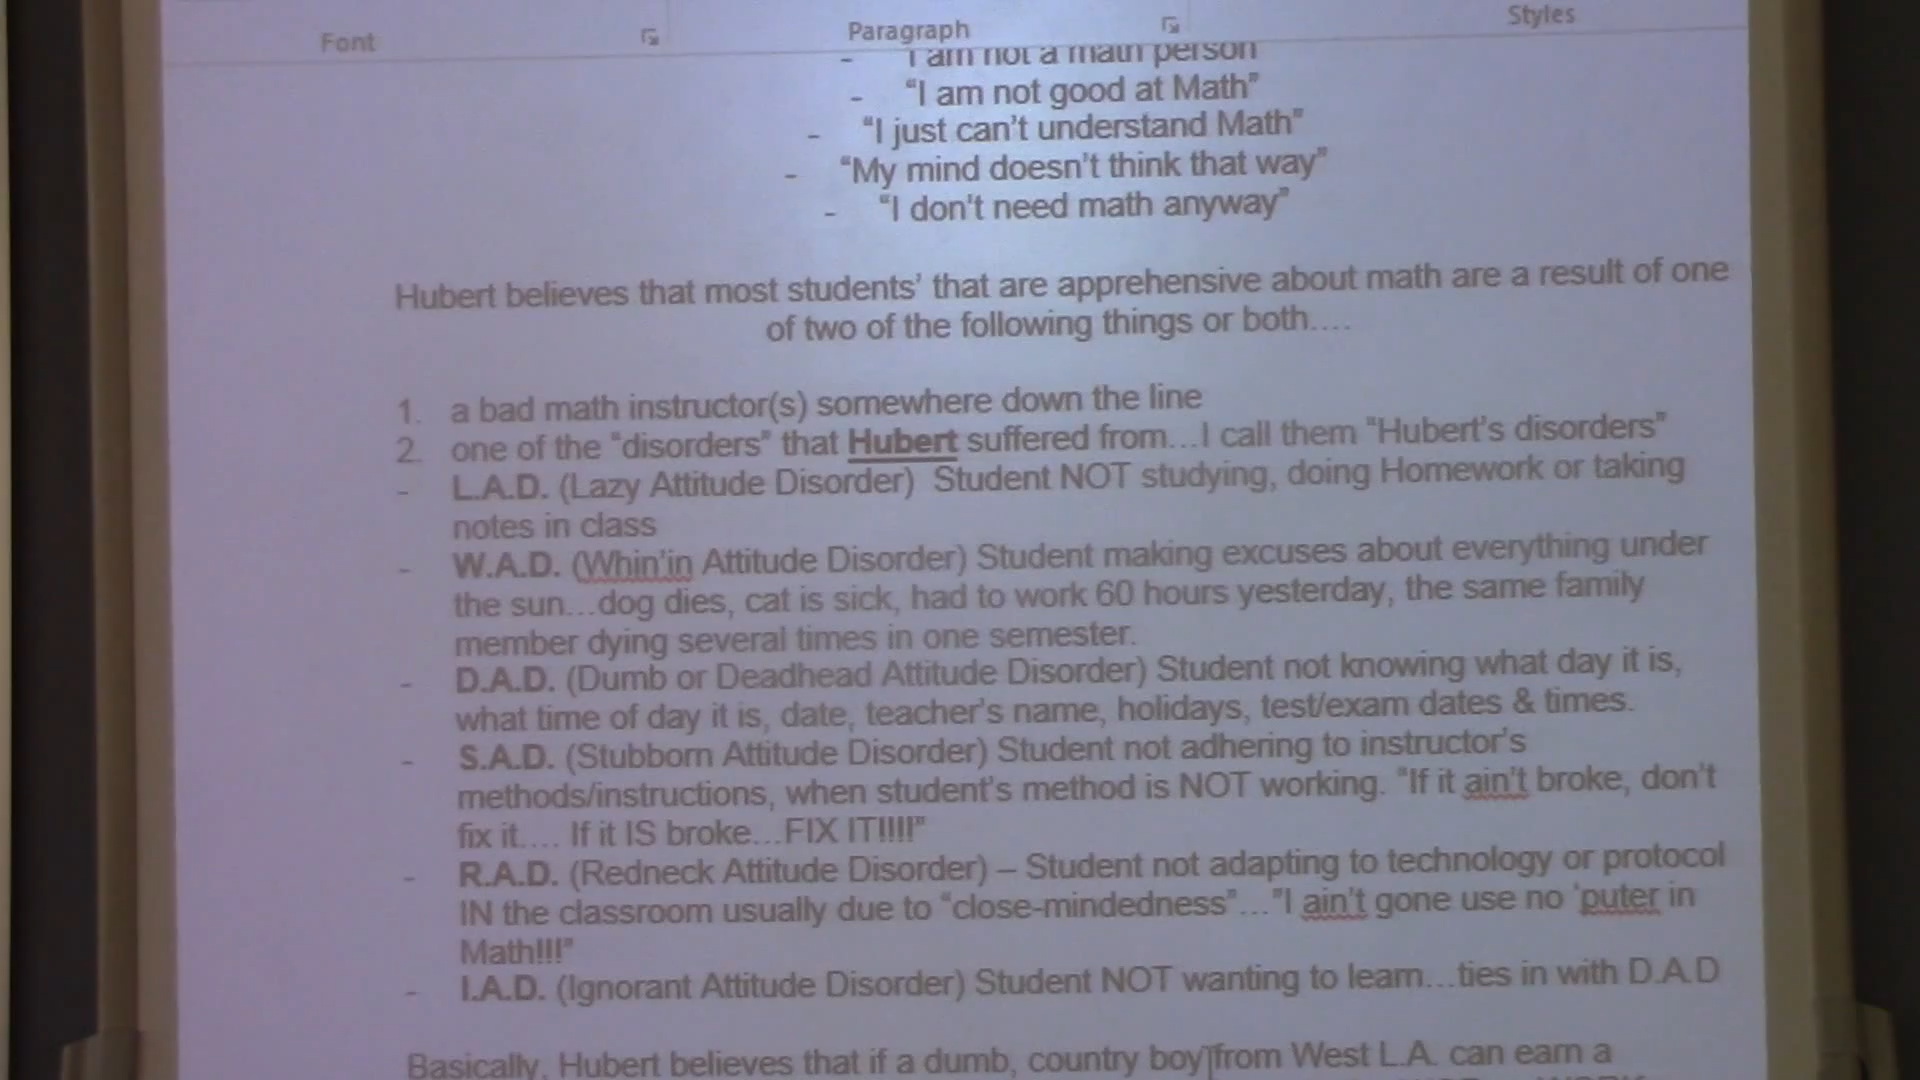 Font
Paragraph
Styles
- I am not a math person
- “I am not good at Math”
- “I just can't understand Math”
- “My mind doesn't think that way”
- “I don't need math anyway”
Hubert believes that most students’ that are apprehensive about math are a result of one
of two of the following things or both….
1. a bad math instructor(s) somewhere down the line
2. one of the “disorders” that Hubert suffered from…I call them “Hubert’s disorders”
- L.A.D. (Lazy Attitude Disorder) Student NOT studying, doing Homework or taking
notes in class
- W.A.D. (Whin'in Attitude Disorder) Student making excuses about everything under
the sun…dog dies, cat is sick, had to work 60 hours yesterday, the same family
member dying several times in one semester.
- D.A.D. (Dumb or Deadhead Attitude Disorder) Student not knowing what day it is,
what time of day it is, date, teacher's name, holidays, test/exam dates & times.
- S.A.D. (Stubborn Attitude Disorder) Student not adhering to instructor's
methods/instructions, when student's method is NOT working. “If it ain't broke, don't
fix it…. If it IS broke…FIX IT!!!!”
- R.A.D. (Redneck Attitude Disorder) – Student not adapting to technology or protocol
IN the classroom usually due to “close-mindedness”…“I ain't gone use no ‘puter in
Math!!!”
- I.A.D. (Ignorant Attitude Disorder) Student NOT wanting to learn…ties in with D.A.D
Basically, Hubert believes that if a dumb, country boy from West L.A. can earn a